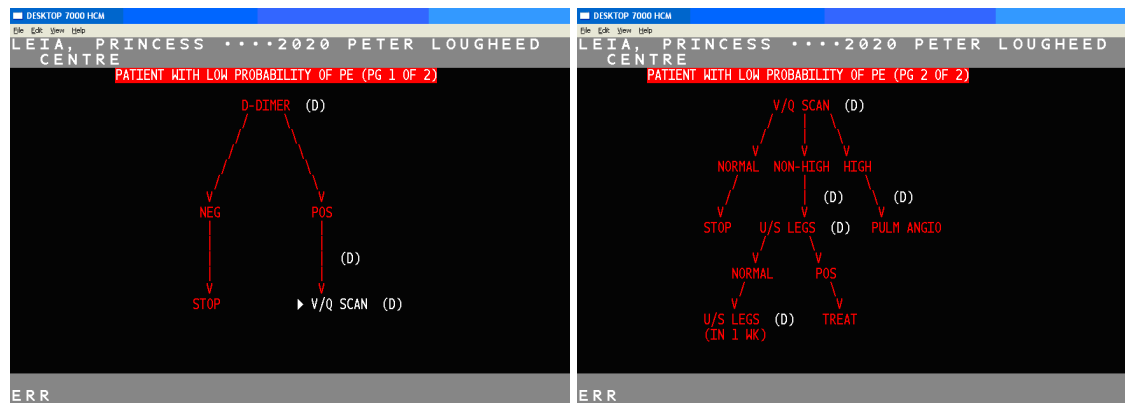 DESKTOP 7000 HCM
File Edit View Help
LEIA, PRINCESS ····2020 PETER LOUGHEED
CENTRE
PATIENT WITH LOW PROBABILITY OF PE (PG 1 OF 2)
D-DIMER (D)
NEG POS
(D)
STOP V/Q SCAN (D)
ERR
DESKTOP 7000 HCM
File Edit View Help
LEIA, PRINCESS ····2020 PETER LOUGHEED
CENTRE
PATIENT WITH LOW PROBABILITY OF PE (PG 2 OF 2)
V/Q SCAN (D)
NORMAL NON-HIGH HIGH
(D) (D)
STOP U/S LEGS (D) PULM ANGIO
NORMAL POS
U/S LEGS (D) TREAT
(IN 1 WK)
ERR